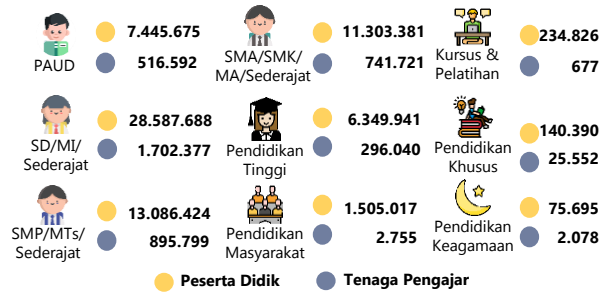 PAUD
7.445.675
516.592
SMA/SMK/
MA/Sederajat
11.303.381
741.721
Kursus &
Pelatihan
234.826
677
SD/MI/
Sederajat
28.587.688
1.702.377
Pendidikan
Tinggi
6.349.941
296.040
Pendidikan
Khusus
140.390
25.552
SMP/MTs/
Sederajat
13.086.424
895.799
Pendidikan
Masyarakat
1.505.017
2.755
Pendidikan
Keagamaan
75.695
2.078
Peserta Didik
Tenaga Pengajar